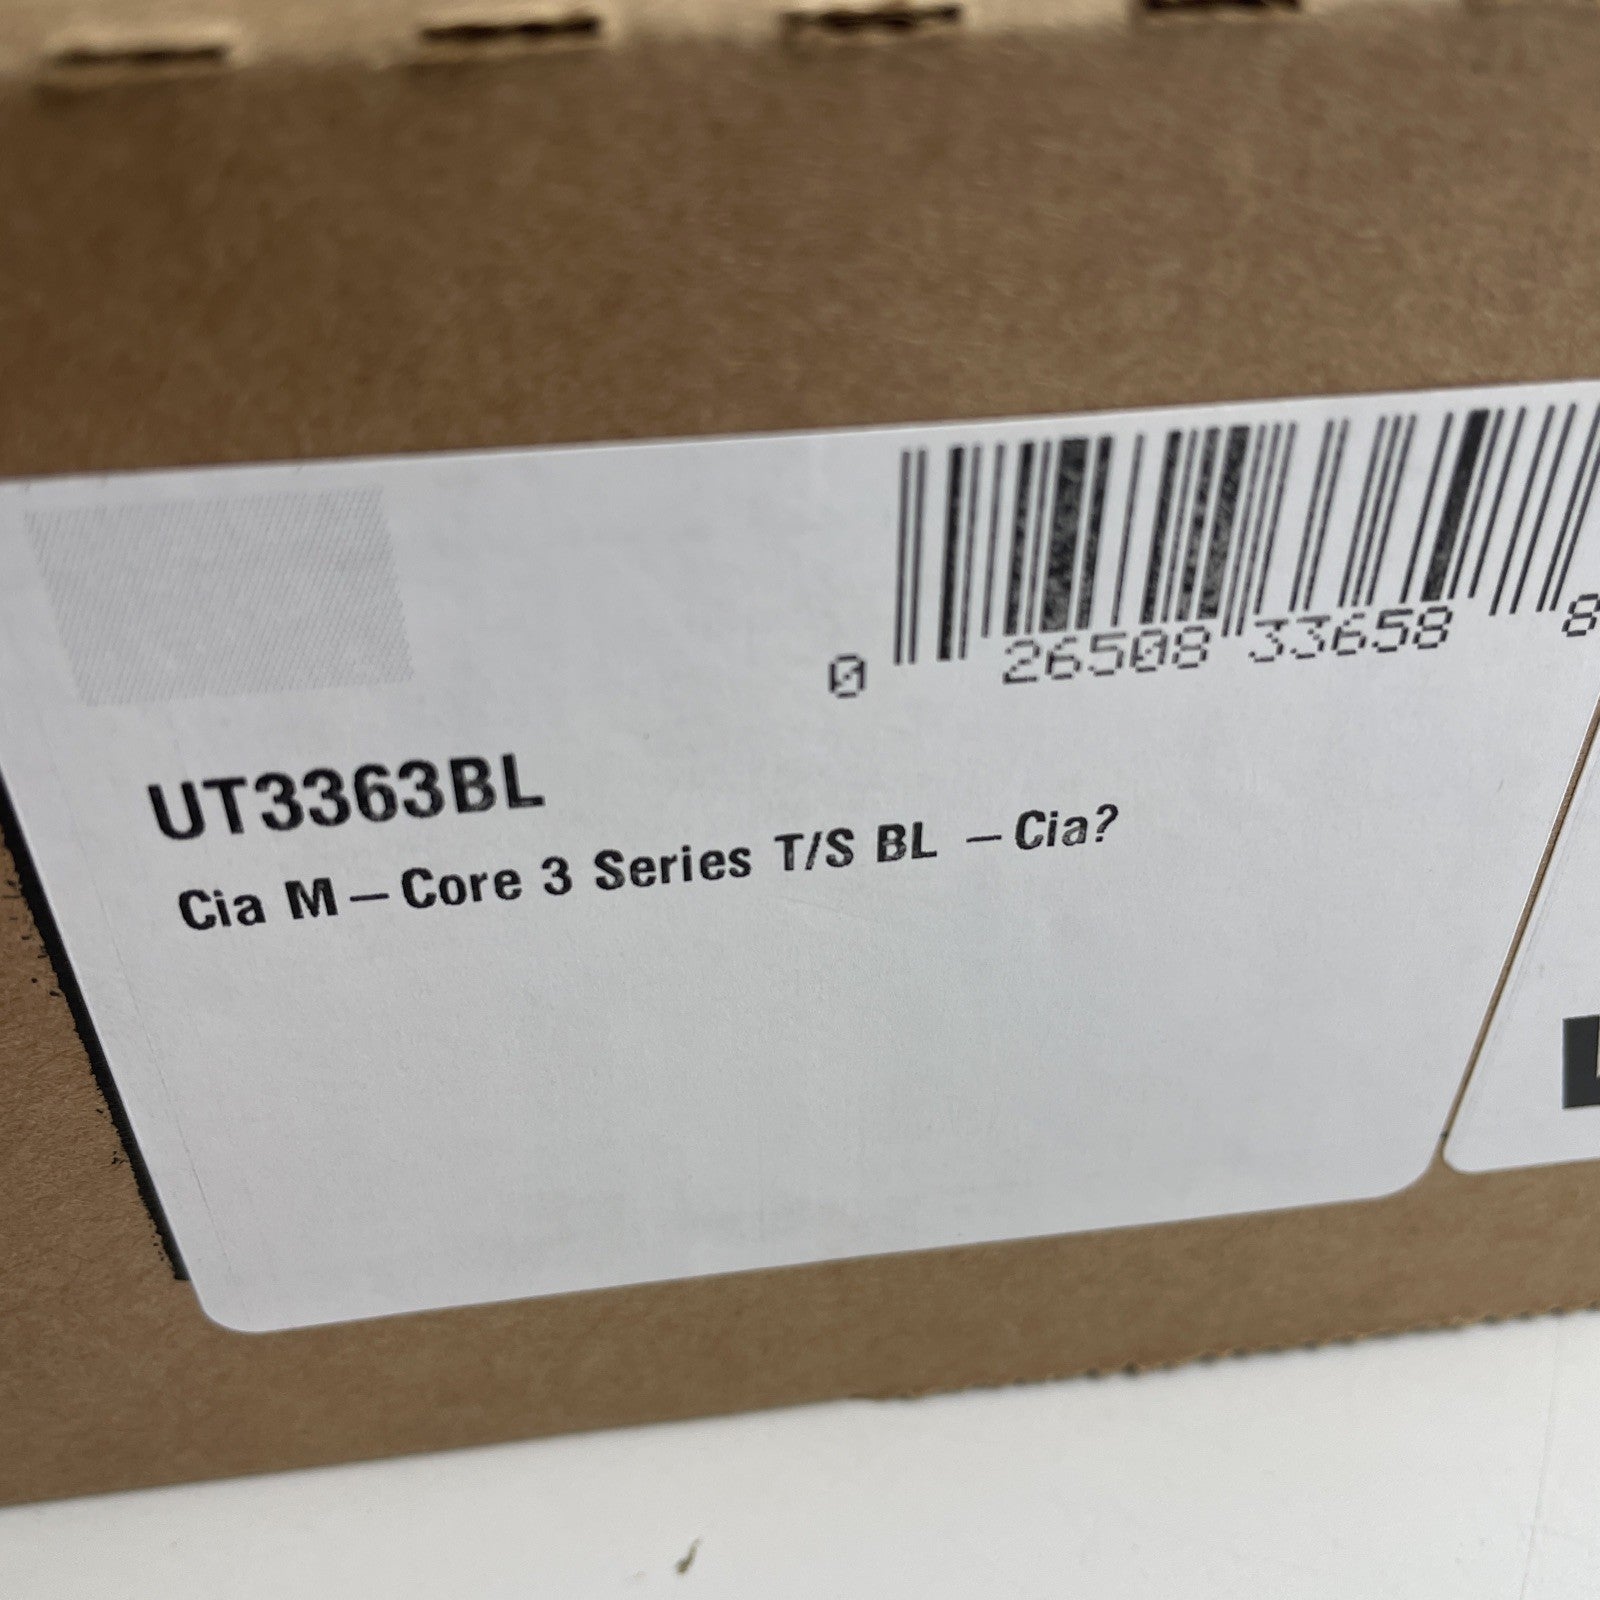 0 26508 33658 8
UT3363BL
Cia M-Core 3 Series T/S BL -Cia?